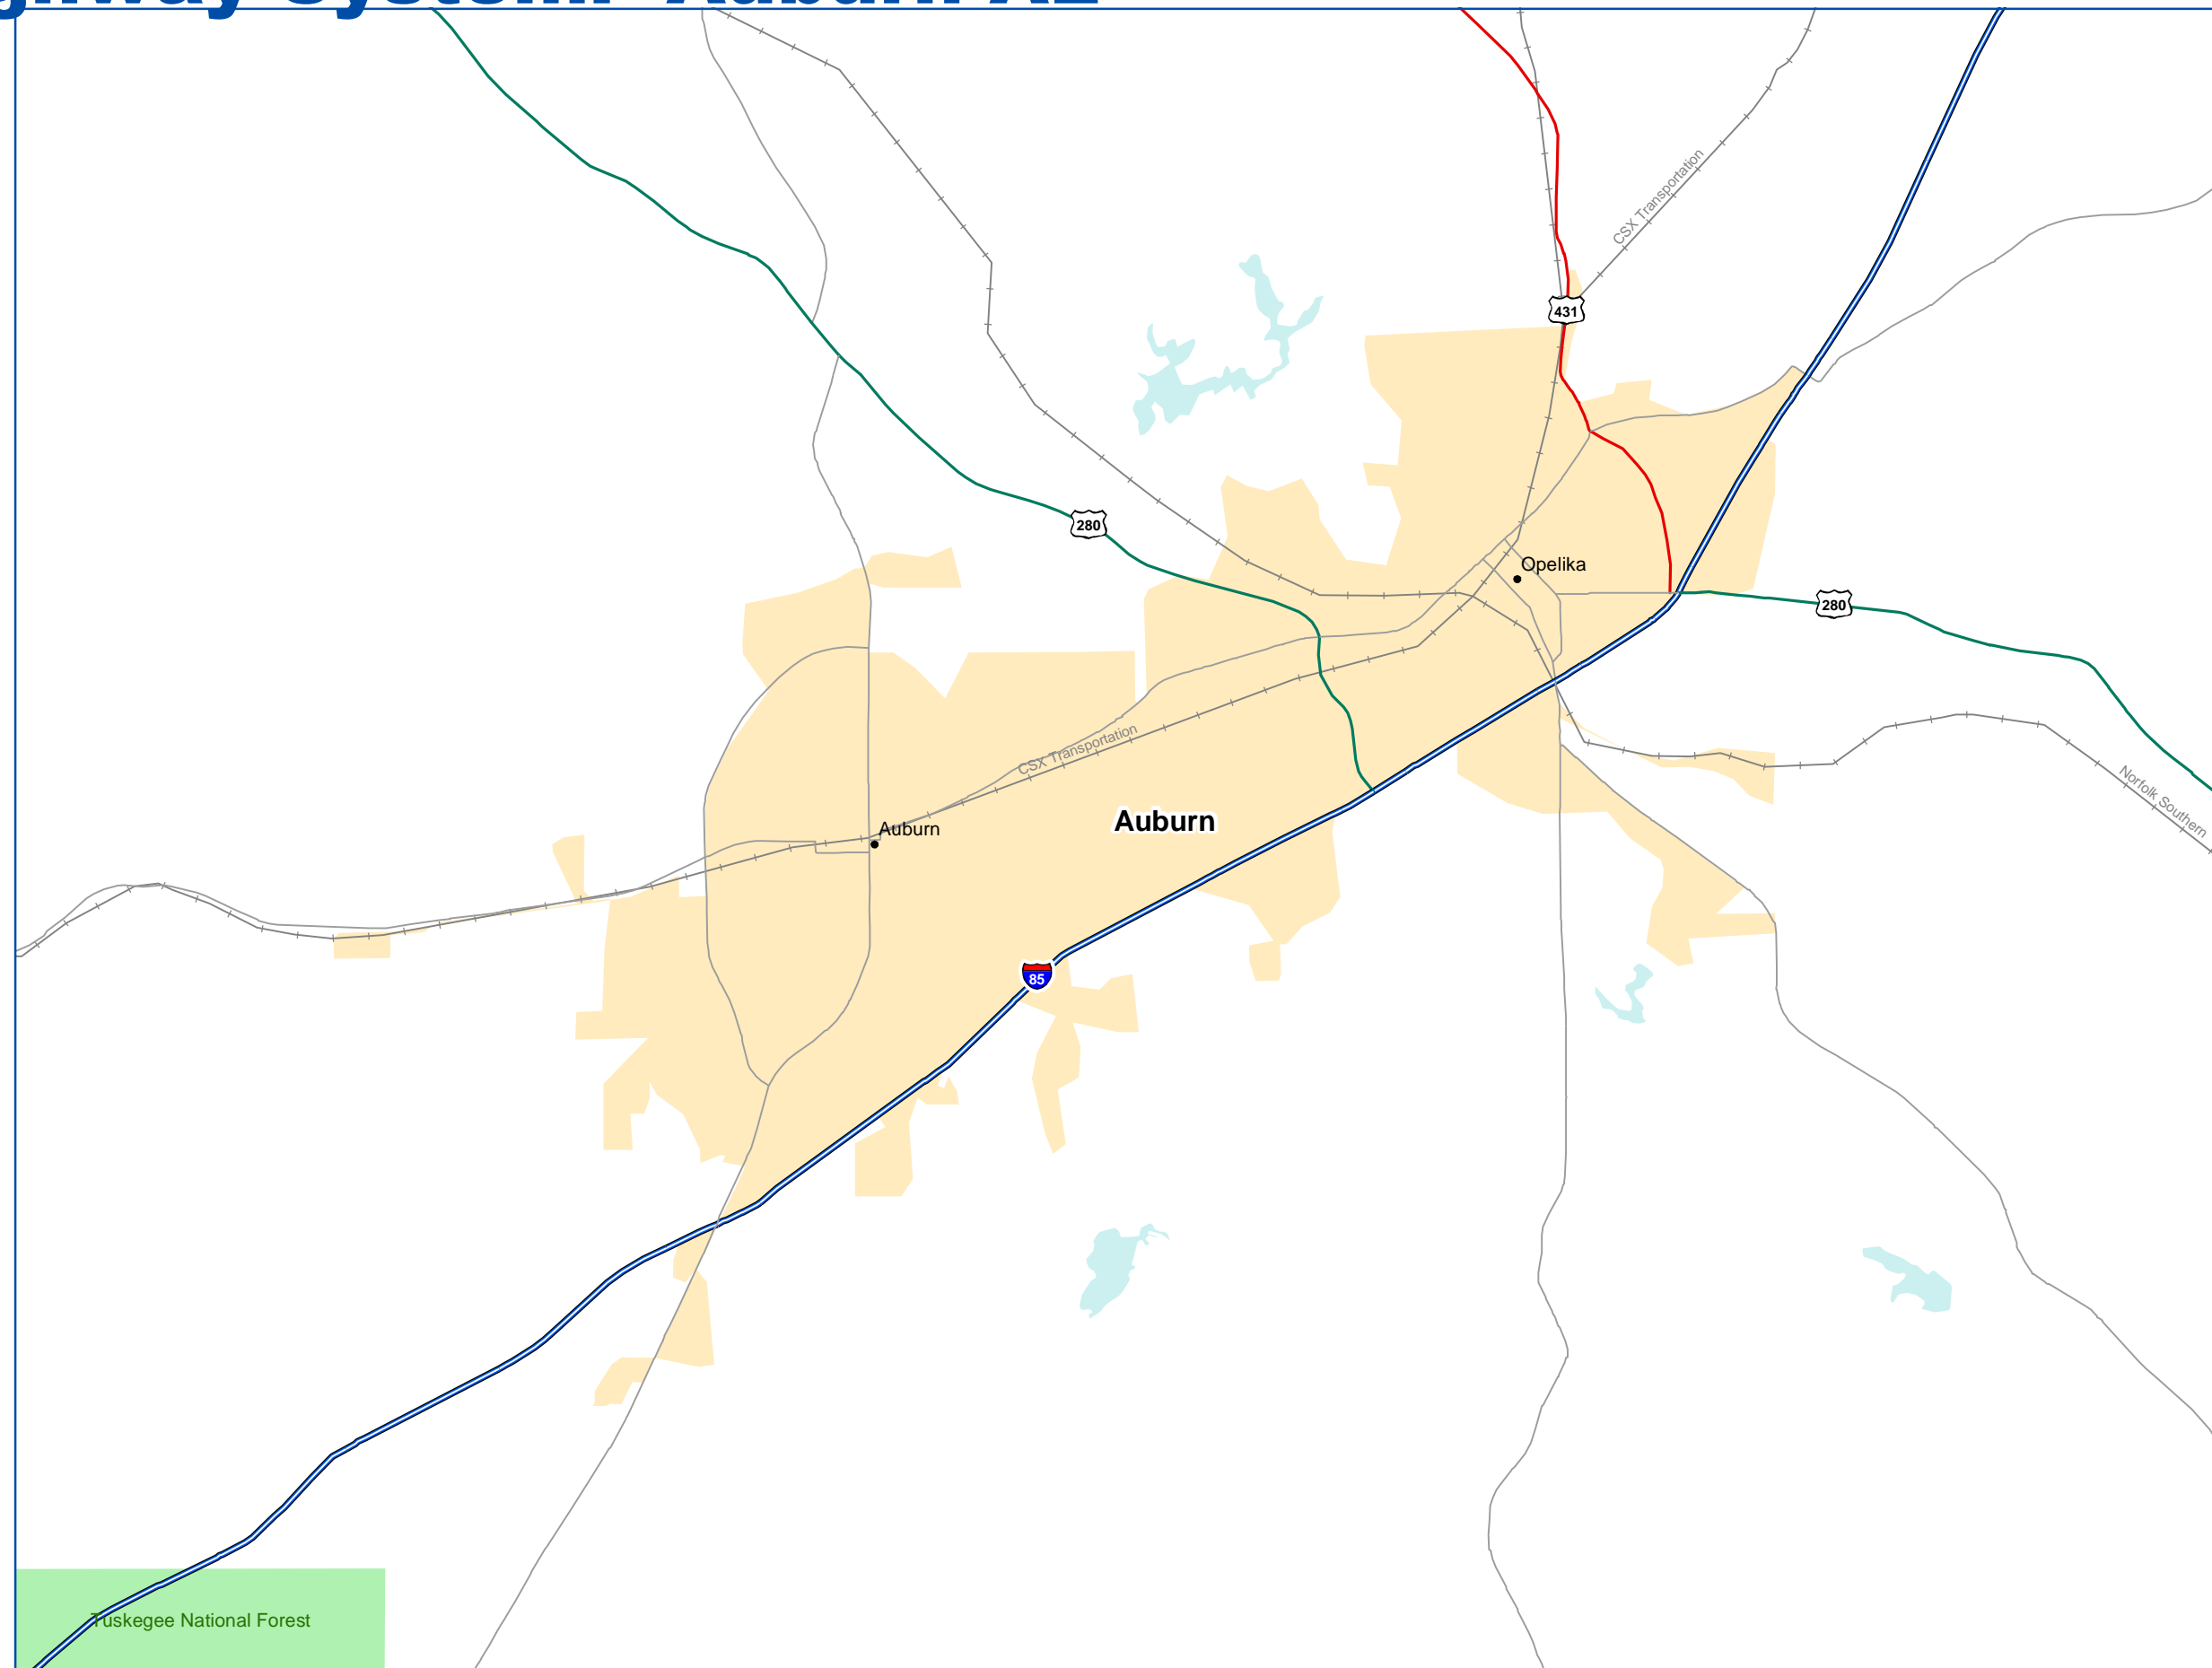 CSX Transportation
431
280
Opelika
280
CSX Transportation
Norfolk Southern
Auburn
Auburn
85
Tuskegee National Forest